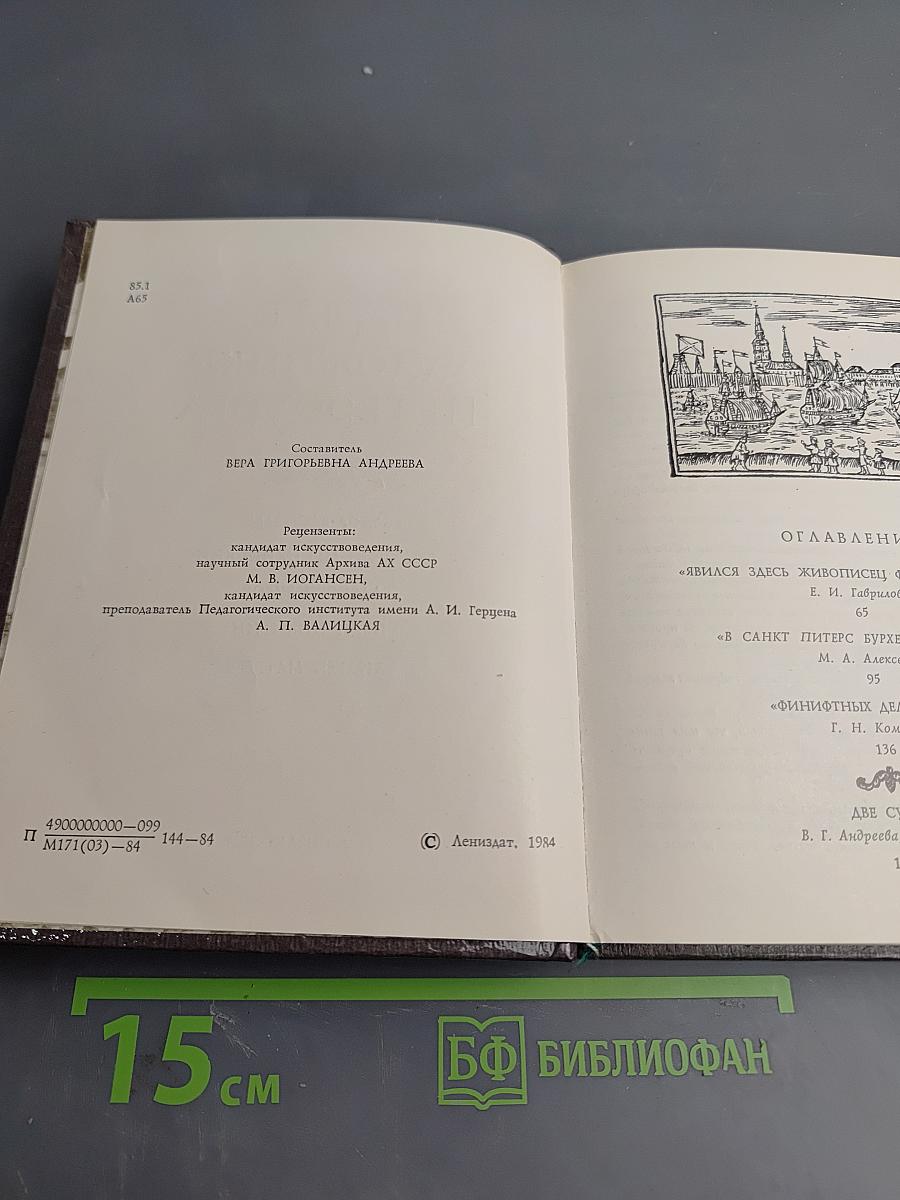 85.1
А65
Составитель
ВЕРА ГРИГОРЬЕВНА АНДРЕЕВА
Рецензенты:
кандидат искусствоведения,
научный сотрудник Архива АХ СССР
М. В. ИОГАНСЕН,
кандидат искусствоведения,
преподаватель Педагогического института имени А. И. Герцена
А. П. ВАЛИЦКАЯ
П 4900000000—099
М171(03)—84 144—84
© Лениздат, 1984
ОГЛАВЛЕНИ
«ЯВИЛСЯ ЗДЕСЬ ЖИВОПИСЕЦ
Е. И. Гаврилов
65
«В САНКТ ПИТЕРС БУРХЕ
М. А. Алексе
95
«ФИНИФТНЫХ ДЕЛ
Г. Н. Ком
136
ДВЕ СУ
В. Г. Андреева,
1
15 см
БФ БИБЛИОФАН